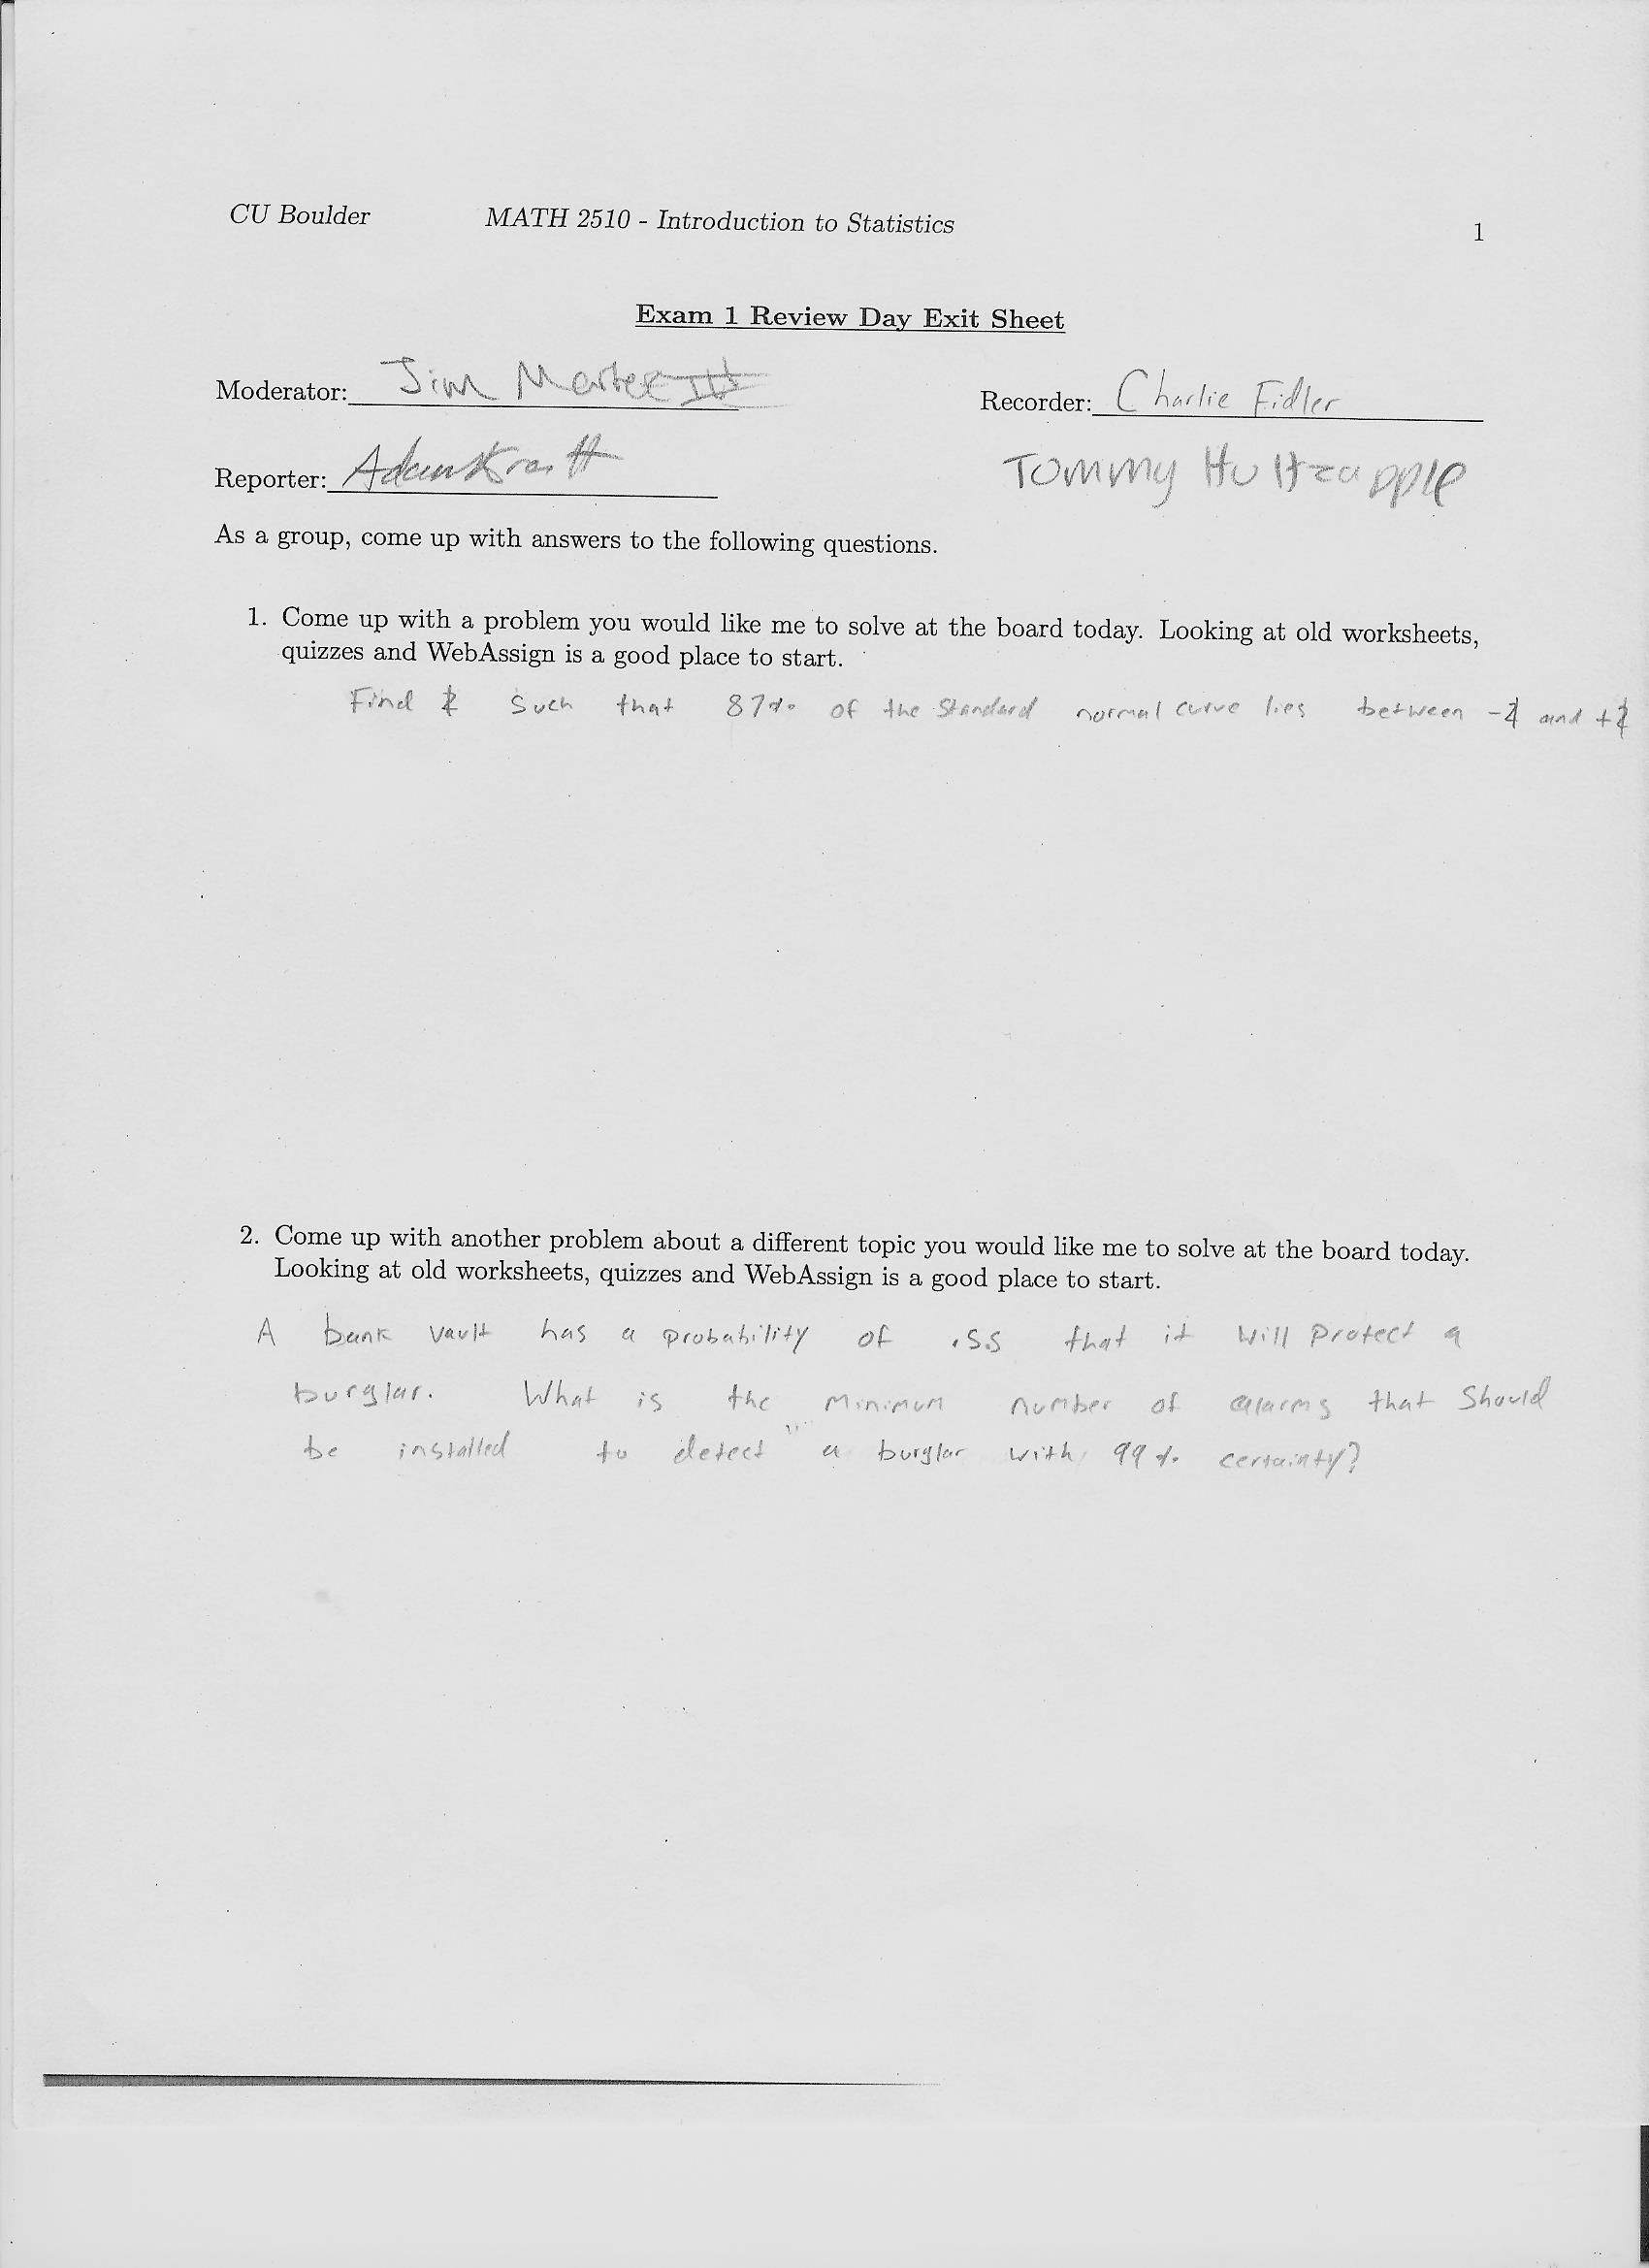 CU Boulder MATH 2510 - Introduction to Statistics 1
Exam 1 Review Day Exit Sheet
Moderator: Jim III Recorder: Charlie Fidler
Reporter: Adam Tommy
As a group, come up with answers to the following questions.
1. Come up with a problem you would like me to solve at the board today. Looking at old worksheets,
quizzes and WebAssign is a good place to start.
Find z such that 87% of the standard normal curve lies between -z and +z
2. Come up with another problem about a different topic you would like me to solve at the board today.
Looking at old worksheets, quizzes and WebAssign is a good place to start.
A bank vault has a probability of .55 that it will protect a
burglar. What is the minimum number of alarms that should
be installed to detect a burglar with 99% certainty?